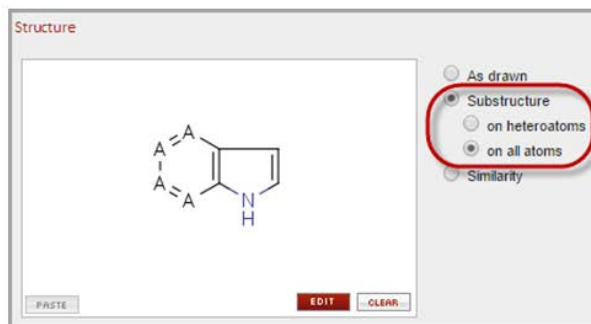 Structure
As drawn
Substructure
on heteroatoms
on all atoms
Similarity
A
A
A
A
N
H
PASTE
EDIT
CLEAR